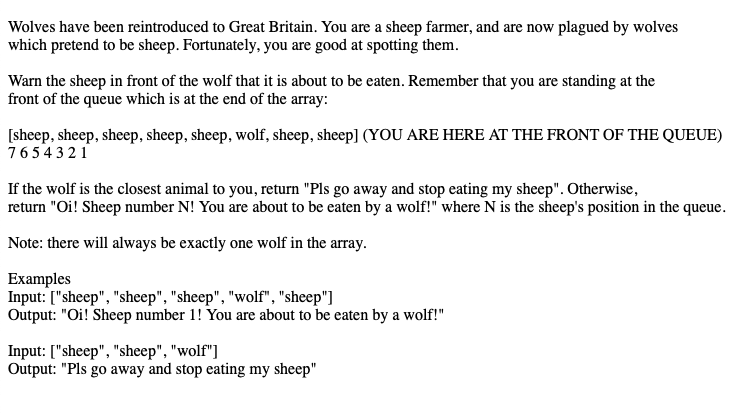 Wolves have been reintroduced to Great Britain. You are a sheep farmer, and are now plagued by wolves
which pretend to be sheep. Fortunately, you are good at spotting them.
Warn the sheep in front of the wolf that it is about to be eaten. Remember that you are standing at the
front of the queue which is at the end of the array:
[sheep, sheep, sheep, sheep, sheep, wolf, sheep, sheep] (YOU ARE HERE AT THE FRONT OF THE QUEUE)
7 6 5 4 3 2 1
If the wolf is the closest animal to you, return "Pls go away and stop eating my sheep". Otherwise,
return "Oi! Sheep number N! You are about to be eaten by a wolf!" where N is the sheep's position in the queue.
Note: there will always be exactly one wolf in the array.
Examples
Input: ["sheep", "sheep", "sheep", "wolf", "sheep"]
Output: "Oi! Sheep number 1! You are about to be eaten by a wolf!"
Input: ["sheep", "sheep", "wolf"]
Output: "Pls go away and stop eating my sheep"